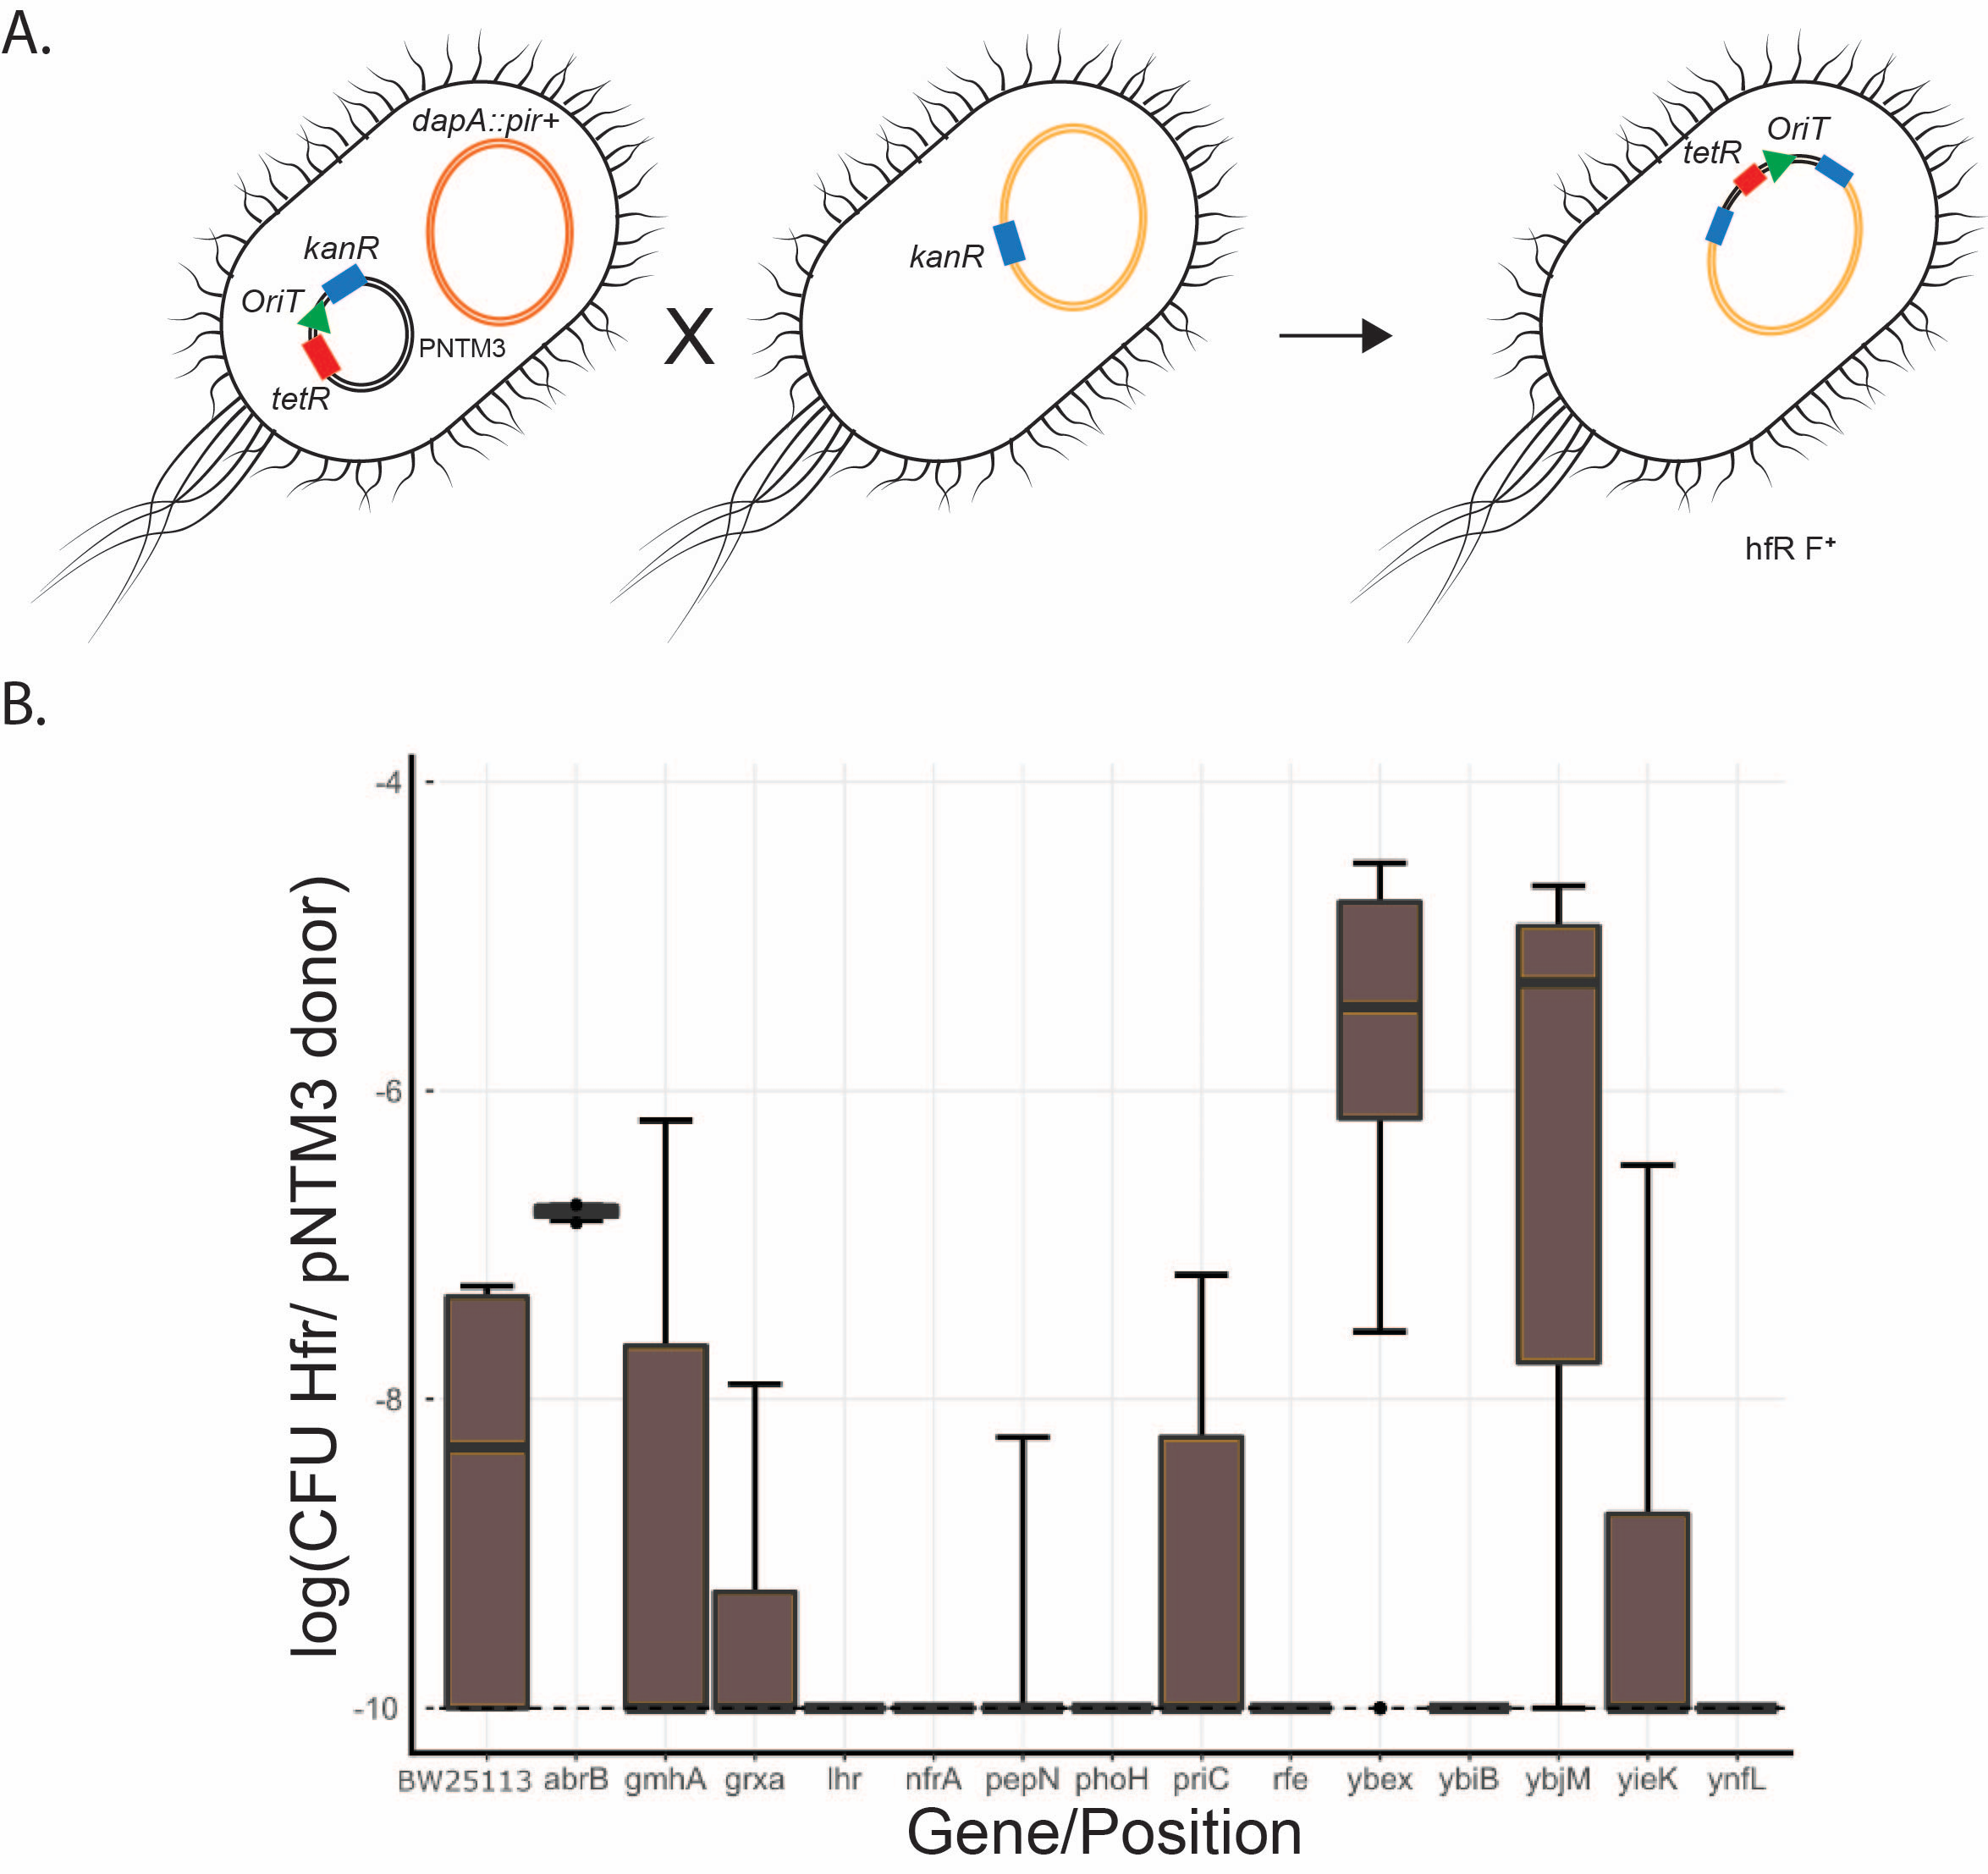 A.
dapA::pir+
kanR
OriT
PNTM3
tetR
X
kanR
OriT
tetR
hfR F⁺
B.
log(CFU Hfr/ pNTM3 donor)
-4
-6
-8
-10
BW25113 abrB gmhA grxa lhr nfrA pepN phoH priC rfe ybex ybiB ybjM yieK ynfL
Gene/Position